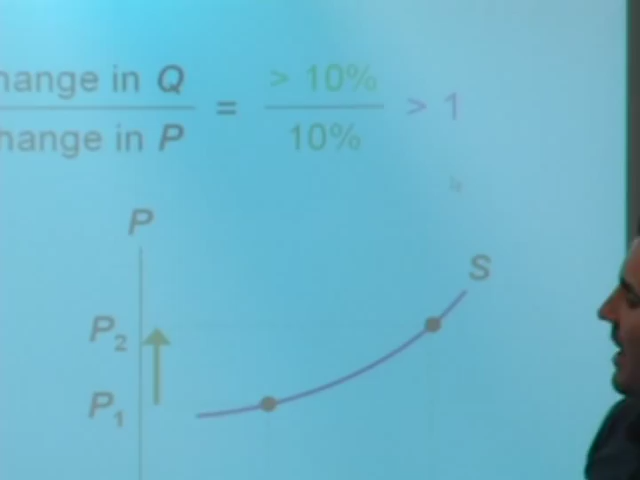 hange in Q
= > 10% / 10% > 1
hange in P
P
S
P2
P1